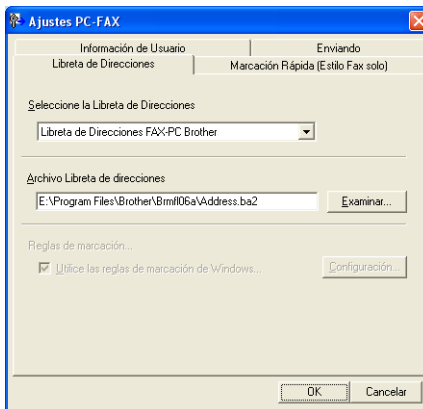 Ajustes PC-FAX
Información de Usuario
Enviando
Libreta de Direcciones
Marcación Rápida (Estilo Fax solo)
Seleccione la Libreta de Direcciones
Libreta de Direcciones FAX-PC Brother
Archivo Libreta de direcciones
E:\Program Files\Brother\Brmfl06a\Address.ba2
Examinar...
Reglas de marcación...
Utilice las reglas de marcación de Windows...
Configuración...
OK
Cancelar